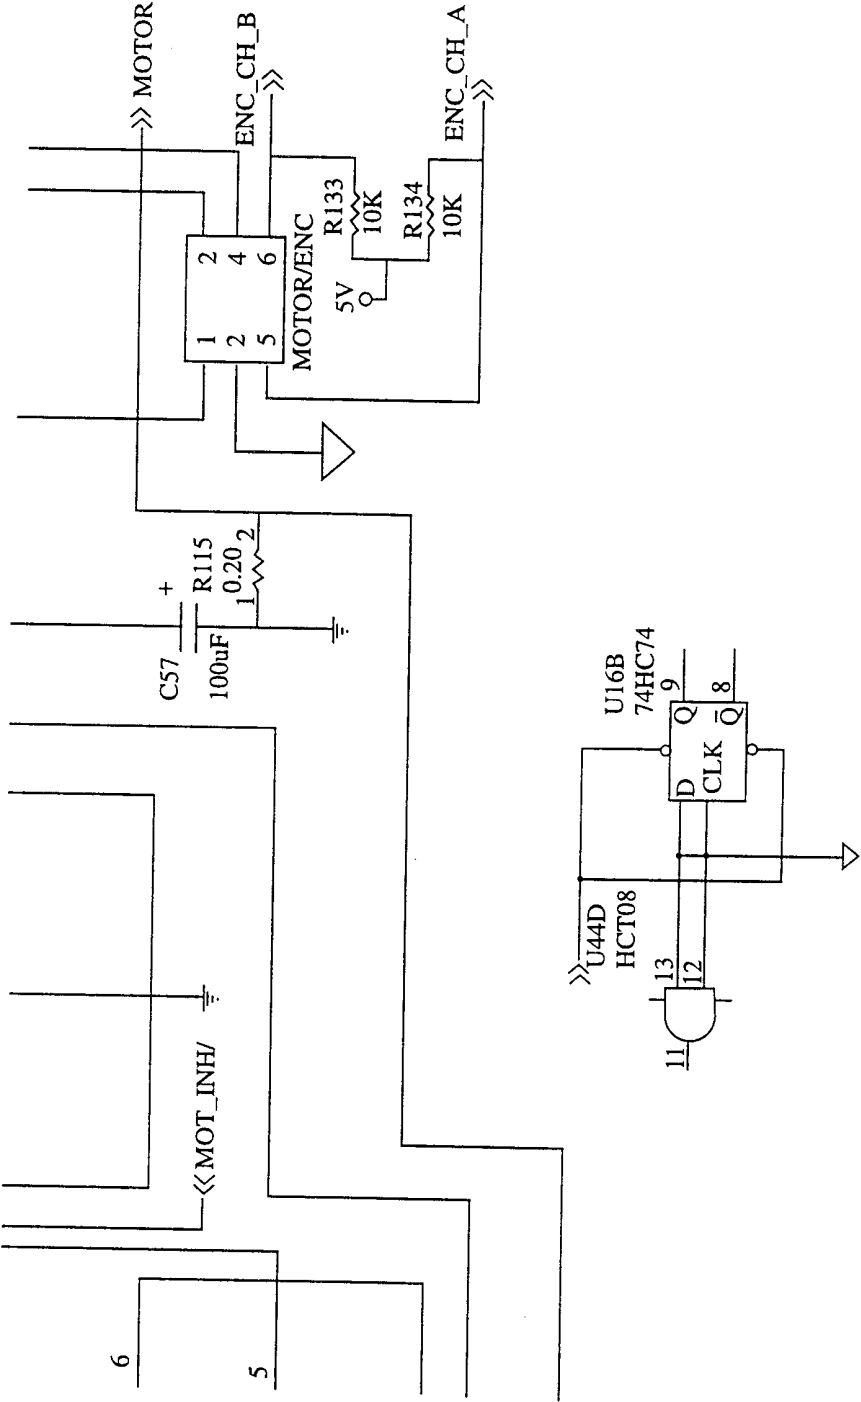 MOTOR
ENC_CH_B
ENC_CH_A
2
4
6
1
2
5
MOTOR/ENC
R133
10K
R134
10K
5V
+
C57
100uF
R115
0.20
1
2
U16B
74HC74
9
8
Q
Q̅
D
CLK
U44D
HCT08
13
12
11
MOT_INH/
6
5